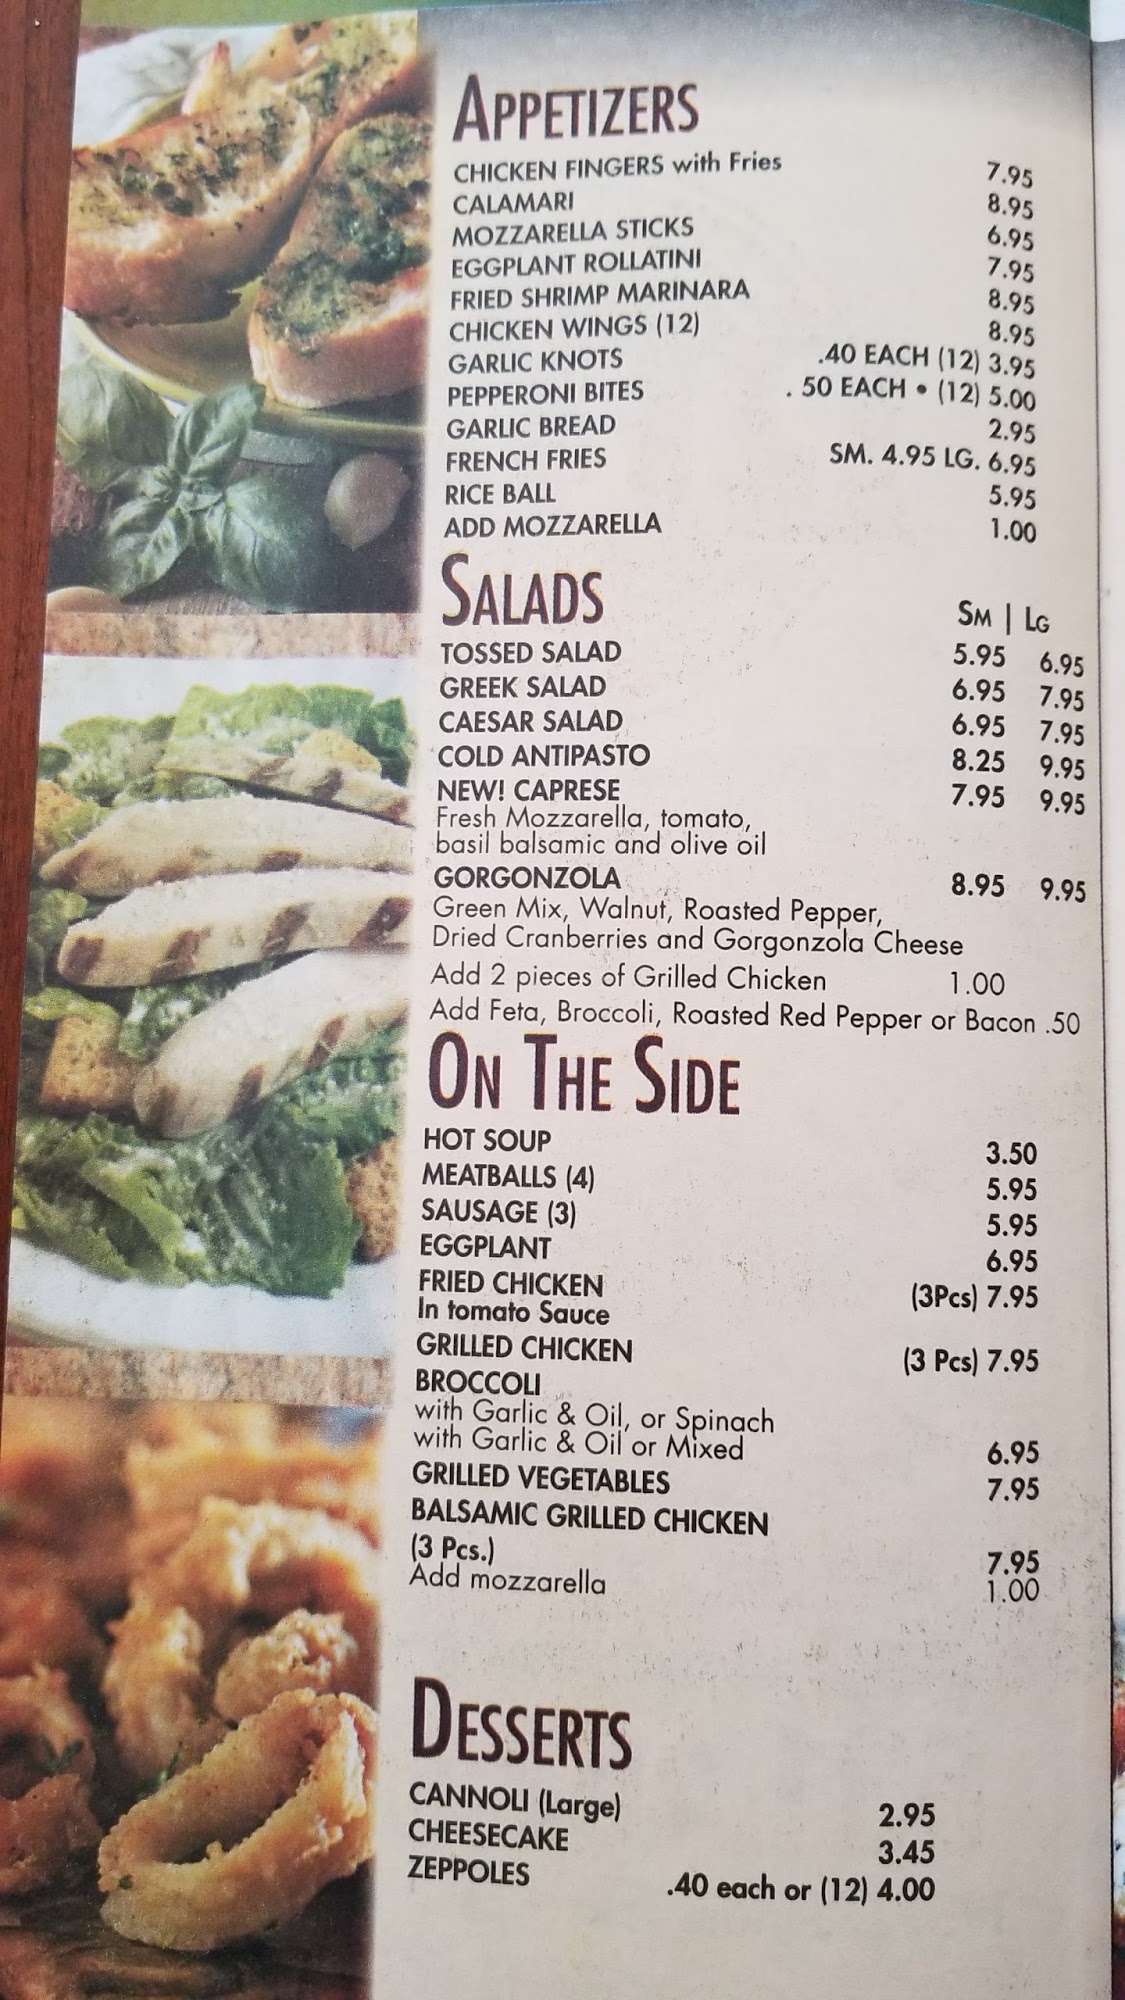 APPETIZERS
CHICKEN FINGERS with Fries 7.95
CALAMARI 8.95
MOZZARELLA STICKS 6.95
EGGPLANT ROLLATINI 7.95
FRIED SHRIMP MARINARA 8.95
CHICKEN WINGS (12) 8.95
GARLIC KNOTS .40 EACH (12) 3.95
PEPPERONI BITES . 50 EACH • (12) 5.00
GARLIC BREAD 2.95
FRENCH FRIES SM. 4.95 LG. 6.95
RICE BALL 5.95
ADD MOZZARELLA 1.00
SALADS SM | LG
TOSSED SALAD 5.95 6.95
GREEK SALAD 6.95 7.95
CAESAR SALAD 6.95 7.95
COLD ANTIPASTO 8.25 9.95
NEW! CAPRESE 7.95 9.95
Fresh Mozzarella, tomato,
basil balsamic and olive oil
GORGONZOLA 8.95 9.95
Green Mix, Walnut, Roasted Pepper,
Dried Cranberries and Gorgonzola Cheese
Add 2 pieces of Grilled Chicken 1.00
Add Feta, Broccoli, Roasted Red Pepper or Bacon .50
ON THE SIDE
HOT SOUP 3.50
MEATBALLS (4) 5.95
SAUSAGE (3) 5.95
EGGPLANT 6.95
FRIED CHICKEN (3Pcs) 7.95
In tomato Sauce
GRILLED CHICKEN (3 Pcs) 7.95
BROCCOLI
with Garlic & Oil, or Spinach
with Garlic & Oil or Mixed 6.95
GRILLED VEGETABLES 7.95
BALSAMIC GRILLED CHICKEN
(3 Pcs.) 7.95
Add mozzarella 1.00
DESSERTS
CANNOLI (Large) 2.95
CHEESECAKE 3.45
ZEPPOLES .40 each or (12) 4.00